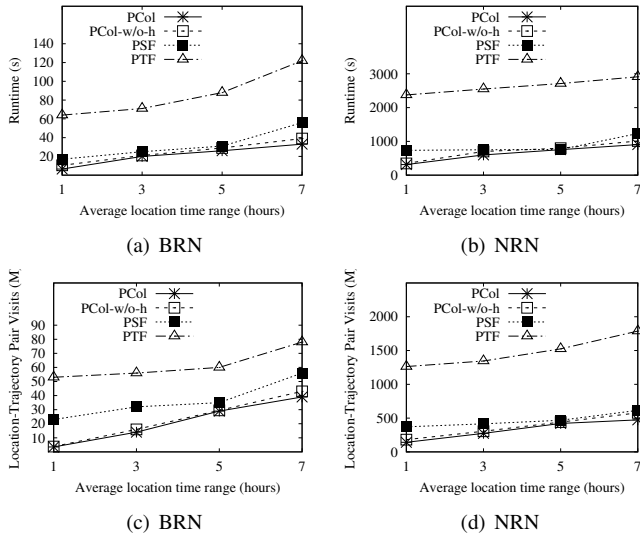 PCol
PCol-w/o-h
PSF
PTF
Runtime (s)
140
120
100
80
60
40
20
1 3 5 7
Average location time range (hours)
(a) BRN
PCol
PCol-w/o-h
PSF
PTF
Runtime (s)
3000
2000
1000
0
1 3 5 7
Average location time range (hours)
(b) NRN
PCol
PCol-w/o-h
PSF
PTF
Location-Trajectory Pair Visits (M
90
80
70
60
50
40
30
20
10
1 3 5 7
Average location time range (hours)
(c) BRN
PCol
PCol-w/o-h
PSF
PTF
Location-Trajectory Pair Visits (M
2500
2000
1500
1000
500
0
1 3 5 7
Average location time range (hours)
(d) NRN